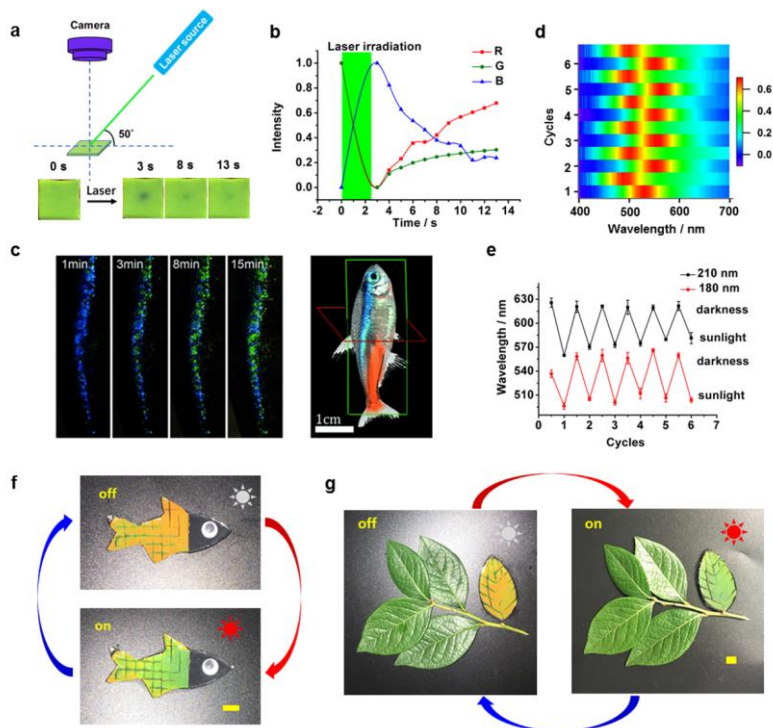 a
Camera
Laser source
50°
0 s
Laser
3 s
8 s
13 s
b
Laser irradiation
R
G
B
Intensity
1.0
0.8
0.6
0.4
0.2
0.0
-2 0 2 4 6 8 10 12 14
Time / s
d
Cycles
6
5
4
3
2
1
400 500 600 700
Wavelength / nm
0.6
0.4
0.2
0.0
c
1min
3min
8min
15min
1cm
e
210 nm
180 nm
Wavelength / nm
630
600
570
540
510
darkness
sunlight
darkness
sunlight
0 1 2 3 4 5 6 7
Cycles
f
off
on
g
off
on